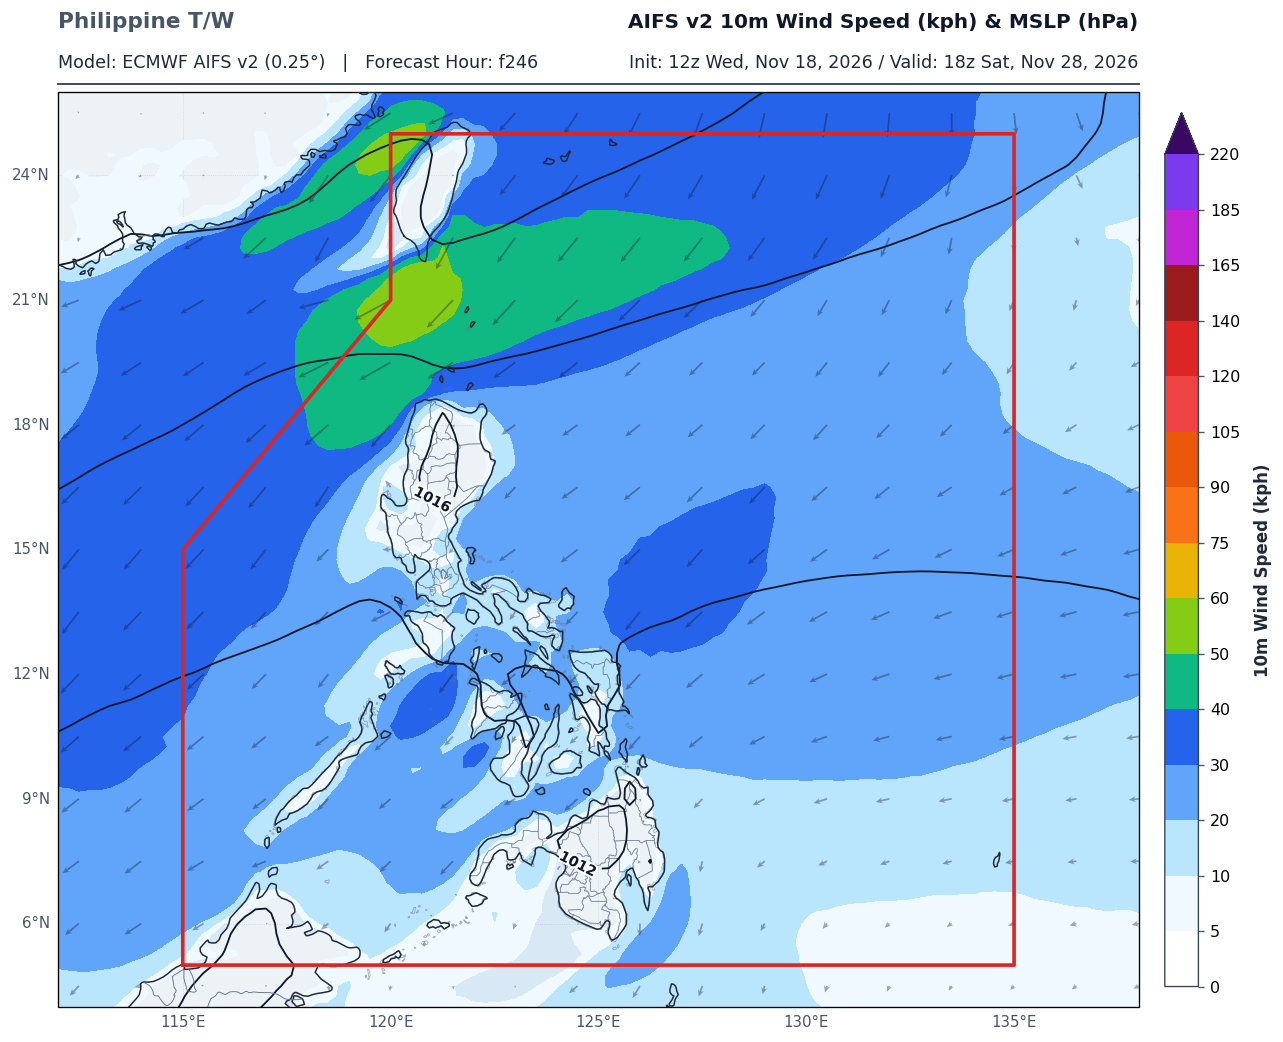 Philippine T/W
AIFS v2 10m Wind Speed (kph) & MSLP (hPa)
Model: ECMWF AIFS v2 (0.25°) | Forecast Hour: f246
Init: 12z Wed, Nov 18, 2026 / Valid: 18z Sat, Nov 28, 2026
24°N
21°N
18°N
15°N
12°N
9°N
6°N
1016
1012
115°E
120°E
125°E
130°E
135°E
220
185
165
140
120
105
90
75
60
50
40
30
20
10
5
0
10m Wind Speed (kph)